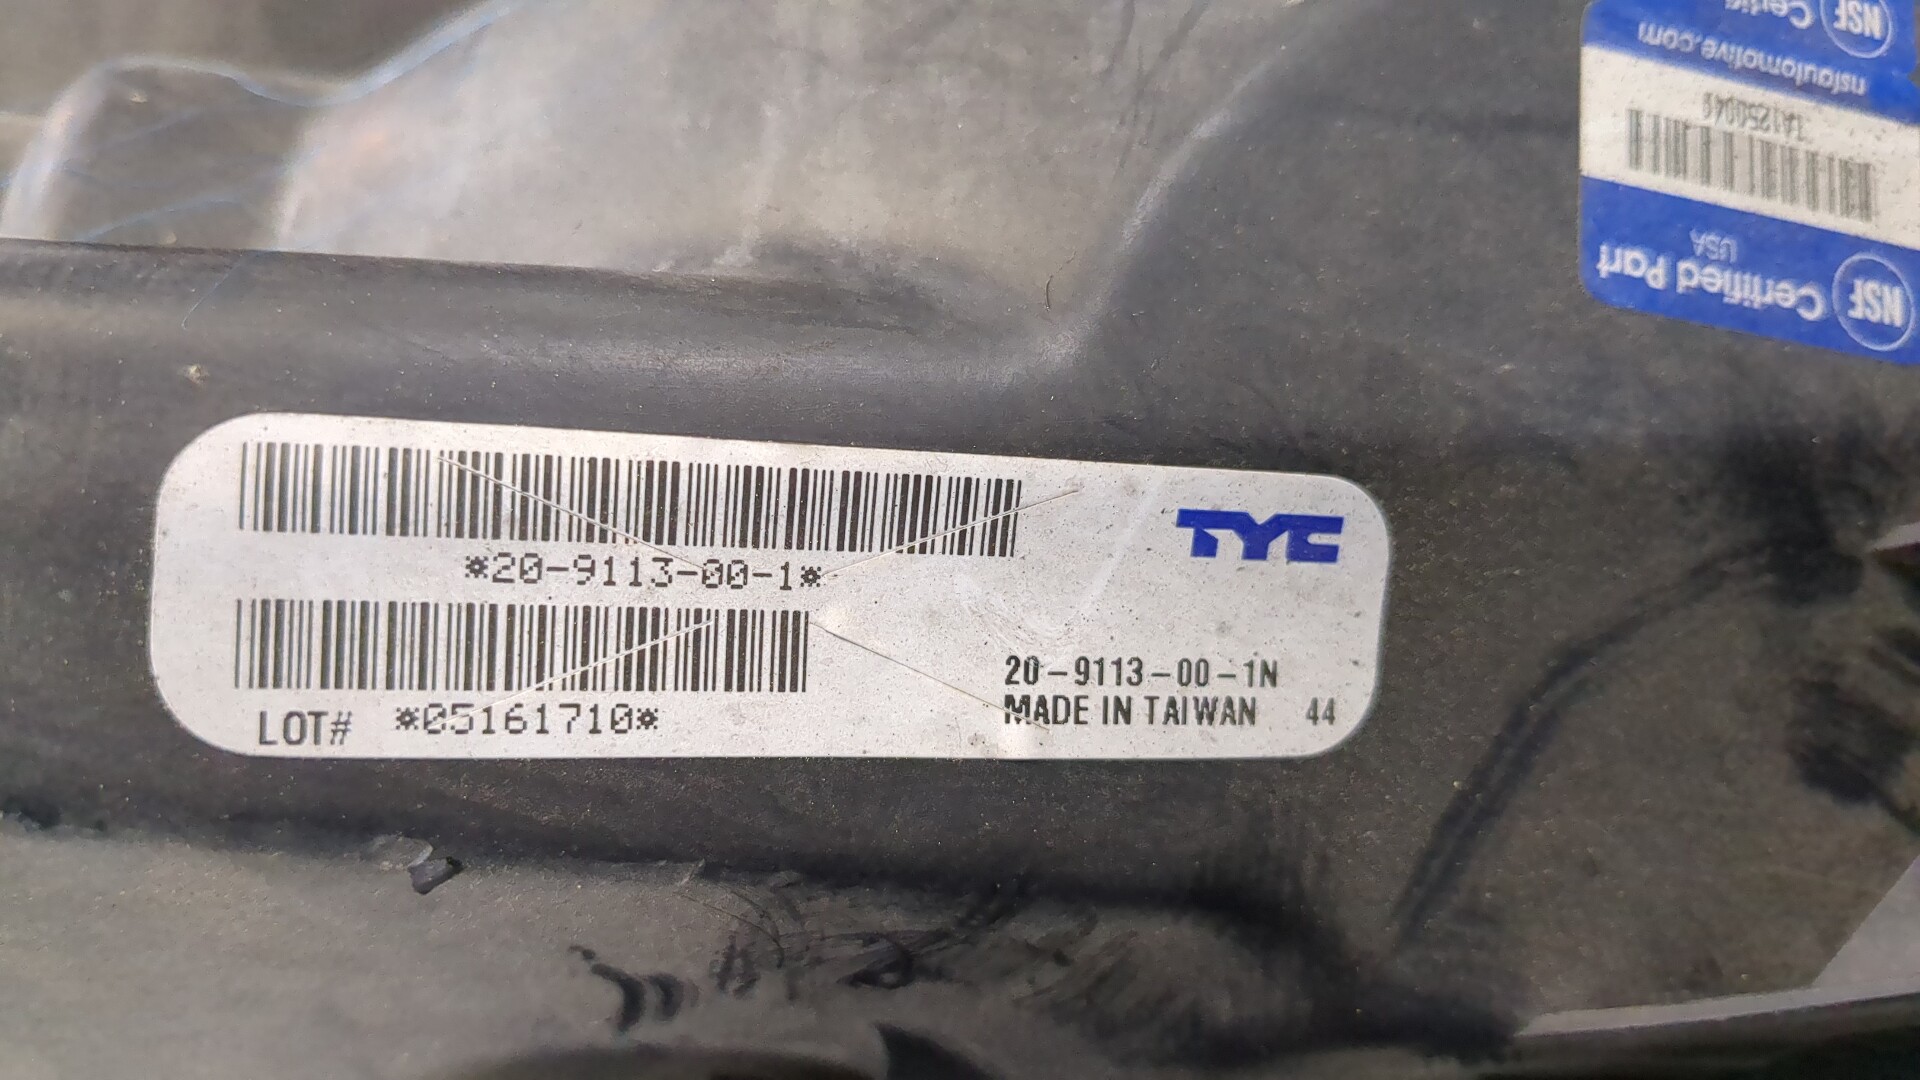 *20-9113-00-1*
TYC
LOT# *05161710*
20-9113-00-1N
MADE IN TAIWAN 44
NSF Certified Part
USA
nsfautomotive.com
NSF